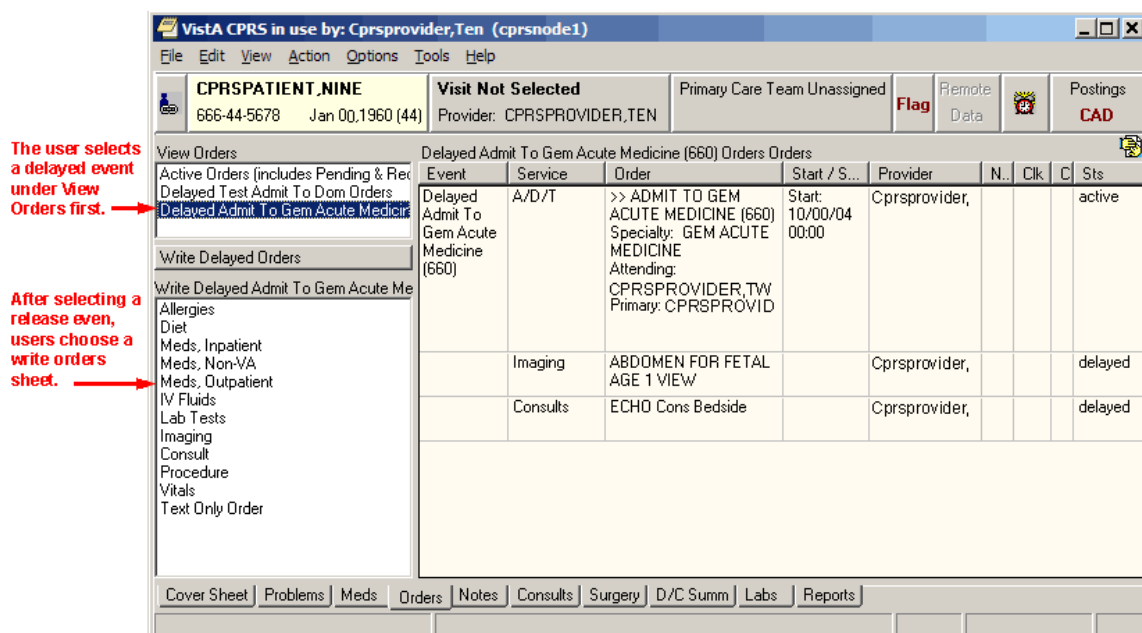 VistA CPRS in use by: Cprsprovider,Ten (cprsnode1)
File Edit View Action Options Tools Help
CPRSPATIENT,NINE
666-44-5678 Jan 00,1960 (44)
Visit Not Selected
Provider: CPRSPROVIDER,TEN
Primary Care Team Unassigned
Flag
Remote
Data
Postings
CAD
The user selects
a delayed event
under View
Orders first.
View Orders
Active Orders (includes Pending & Rec
Delayed Test Admit To Dom Orders
Delayed Admit To Gem Acute Medicir
Write Delayed Orders
After selecting a
release even,
users choose a
write orders
sheet.
Write Delayed Admit To Gem Acute Me
Allergies
Diet
Meds, Inpatient
Meds, Non-VA
Meds, Outpatient
IV Fluids
Lab Tests
Imaging
Consult
Procedure
Vitals
Text Only Order
Delayed Admit To Gem Acute Medicine (660) Orders Orders
Event Service Order Start / S... Provider N.. Clk C Sts
Delayed
Admit To
Gem Acute
Medicine
(660)
A/D/T
>> ADMIT TO GEM
ACUTE MEDICINE (660)
Specialty: GEM ACUTE
MEDICINE
Attending:
CPRSPROVIDER,TW
Primary: CPRSPROVID
Start:
10/00/04
00:00
Cprsprovider,
active
Imaging
ABDOMEN FOR FETAL
AGE 1 VIEW
Cprsprovider,
delayed
Consults
ECHO Cons Bedside
Cprsprovider,
delayed
Cover Sheet Problems Meds Orders Notes Consults Surgery D/C Summ Labs Reports